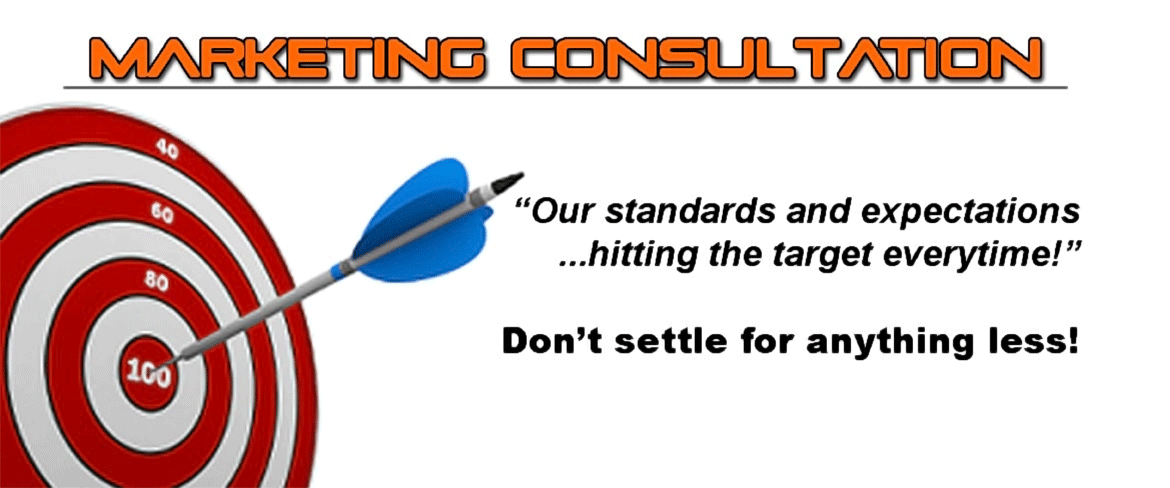 MARKETING CONSULTATION
40
60
80
100
“Our standards and expectations
...hitting the target everytime!”
Don’t settle for anything less!